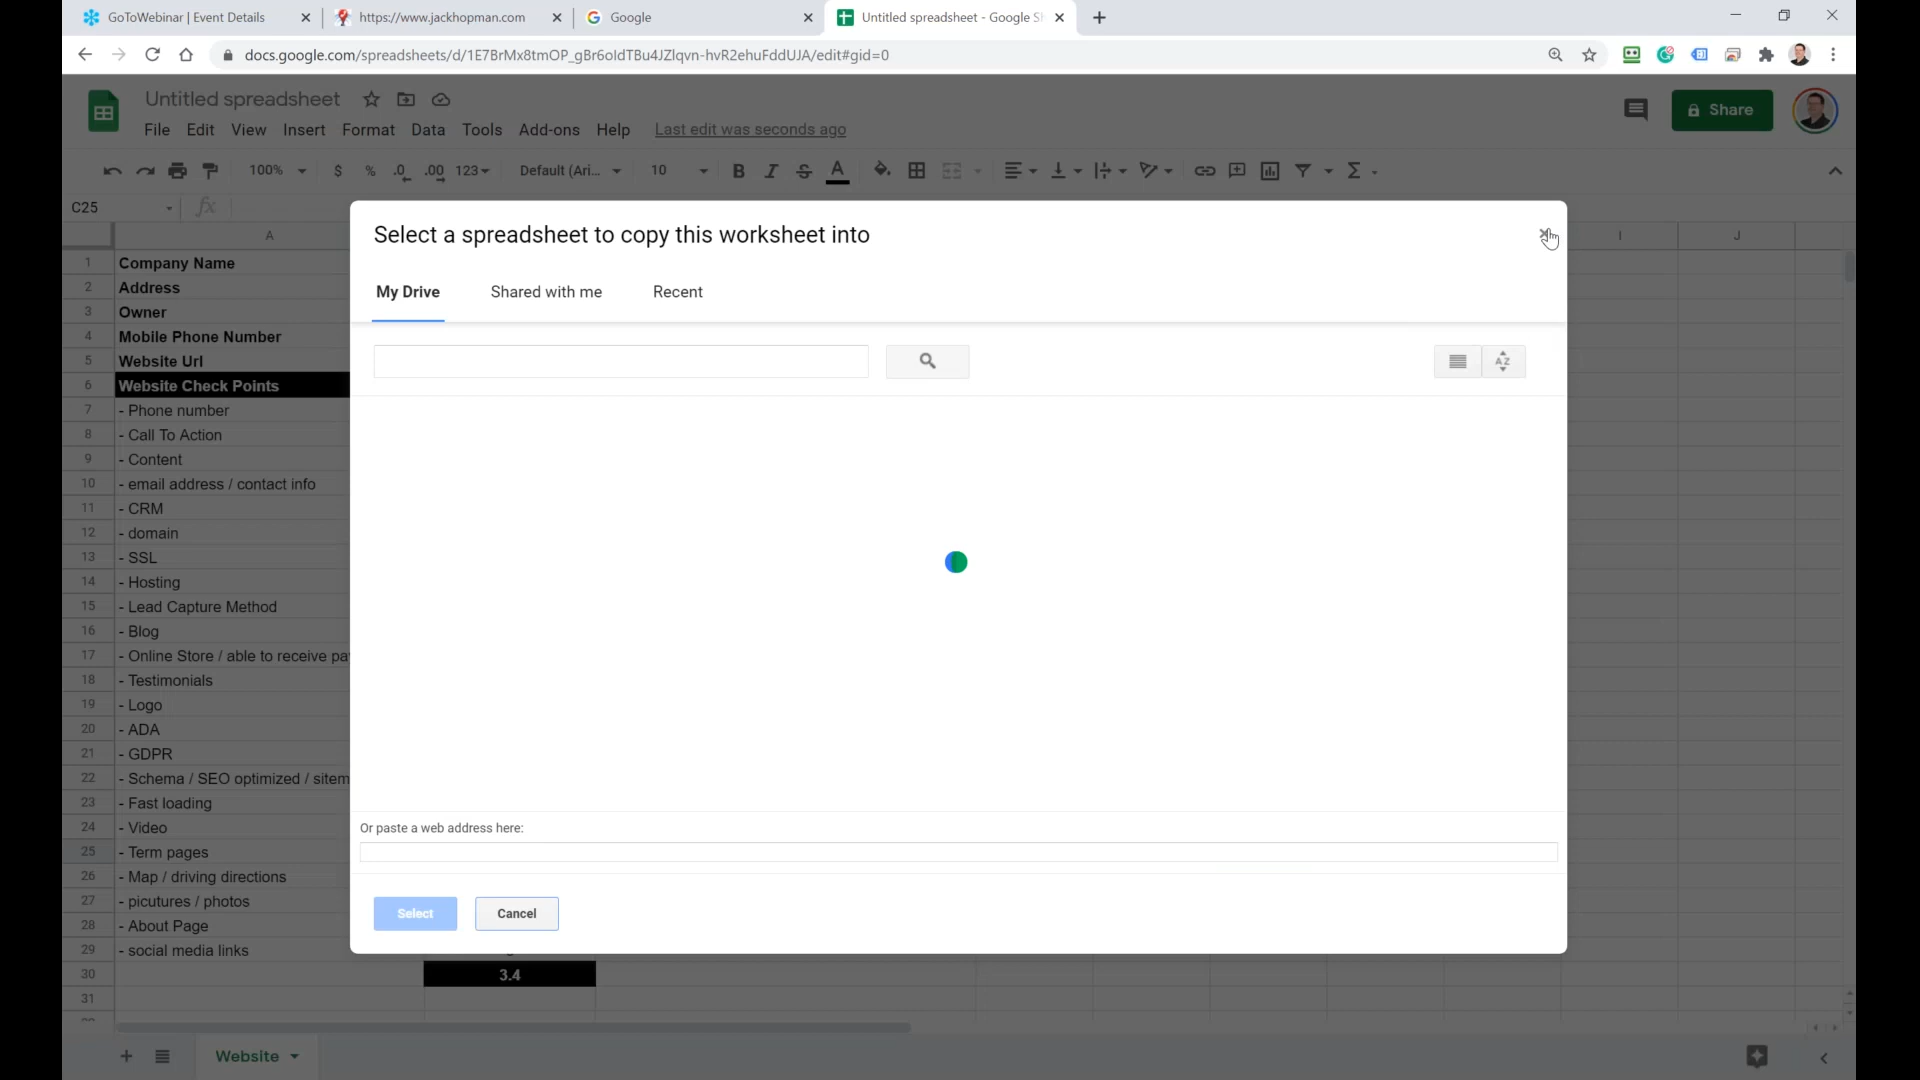 GoToWebinar | Event Details
https://www.jackhopman.com
Google
Untitled spreadsheet - Google Sh
docs.google.com/spreadsheets/d/1E7BrMx8tmOP_gBr6oIdTBu4JZlqvn-hvR2ehuFddUJA/edit#gid=0
Untitled spreadsheet
File Edit View Insert Format Data Tools Add-ons Help Last edit was seconds ago
Share
100% $ % .0 .00 123 Default (Ari... 10 B I S A Σ
C25 fx
A I J
Select a spreadsheet to copy this worksheet into
My Drive Shared with me Recent
AZ
1 Company Name
2 Address
3 Owner
4 Mobile Phone Number
5 Website Url
6 Website Check Points
7 - Phone number
8 - Call To Action
9 - Content
10 - email address / contact info
11 - CRM
12 - domain
13 - SSL
14 - Hosting
15 - Lead Capture Method
16 - Blog
17 - Online Store / able to receive pa
18 - Testimonials
19 - Logo
20 - ADA
21 - GDPR
22 - Schema / SEO optimized / sitem
23 - Fast loading
24 - Video
25 - Term pages
26 - Map / driving directions
27 - picutures / photos
28 - About Page
29 - social media links
30 3.4
31
Or paste a web address here:
Select Cancel
Website